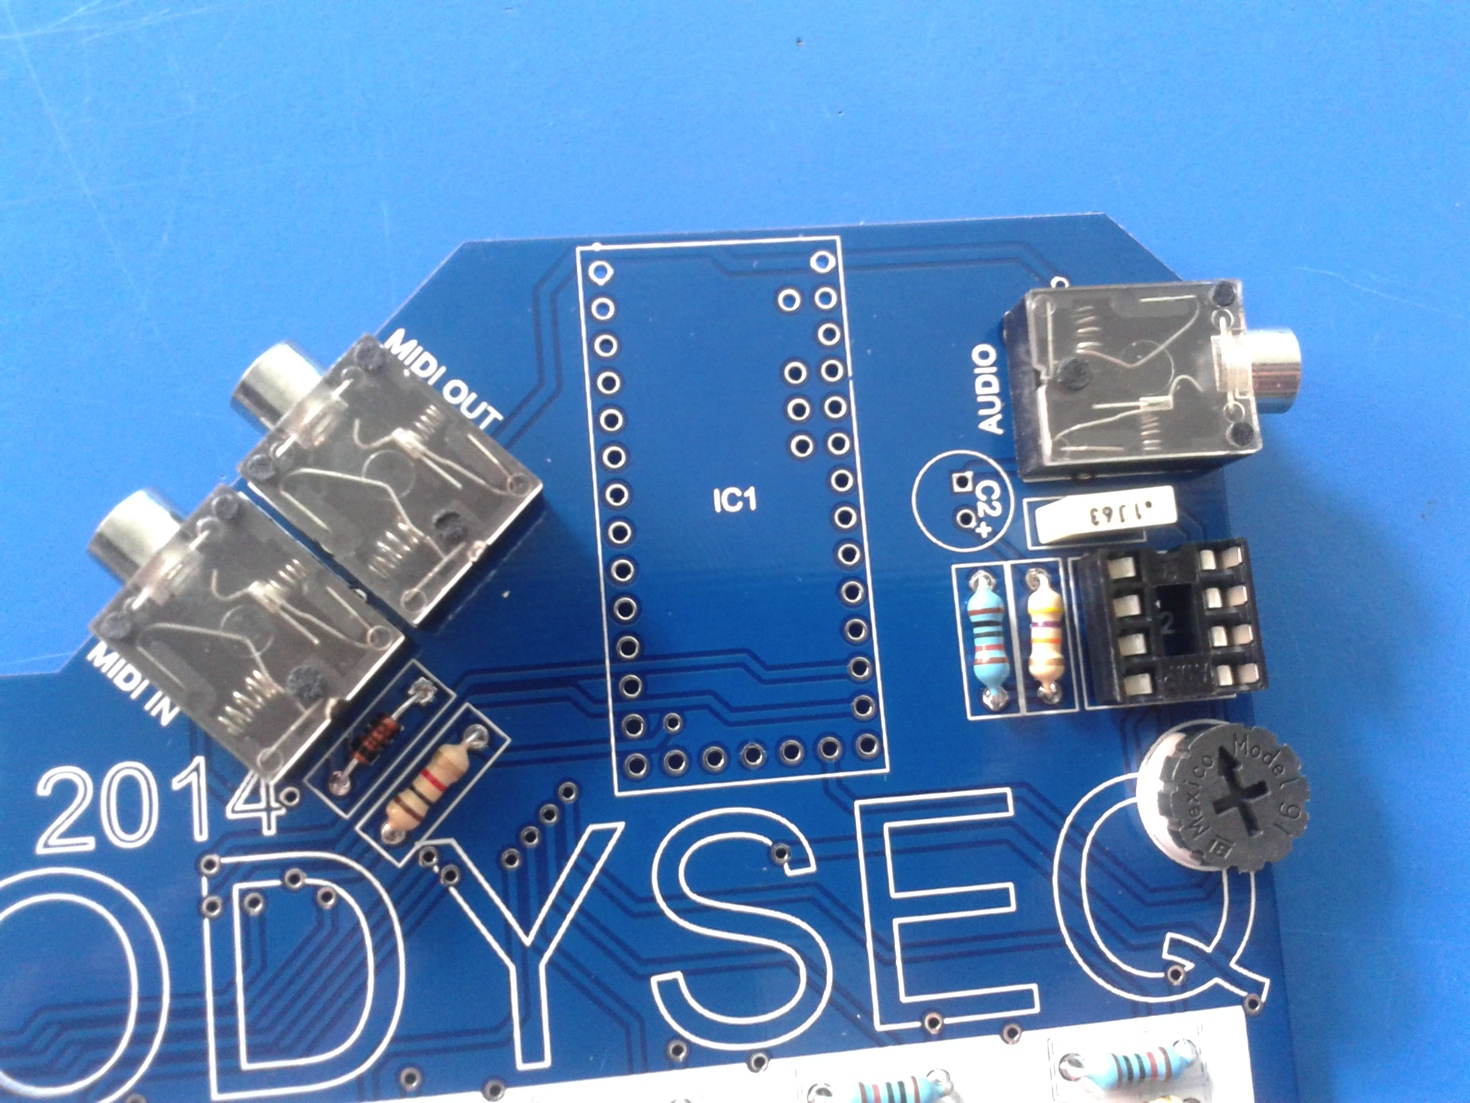 MIDI OUT
AUDIO
IC1
C2
+
.1J63
MIDI IN
2014
ODYSEQ
Model 91
Mexico